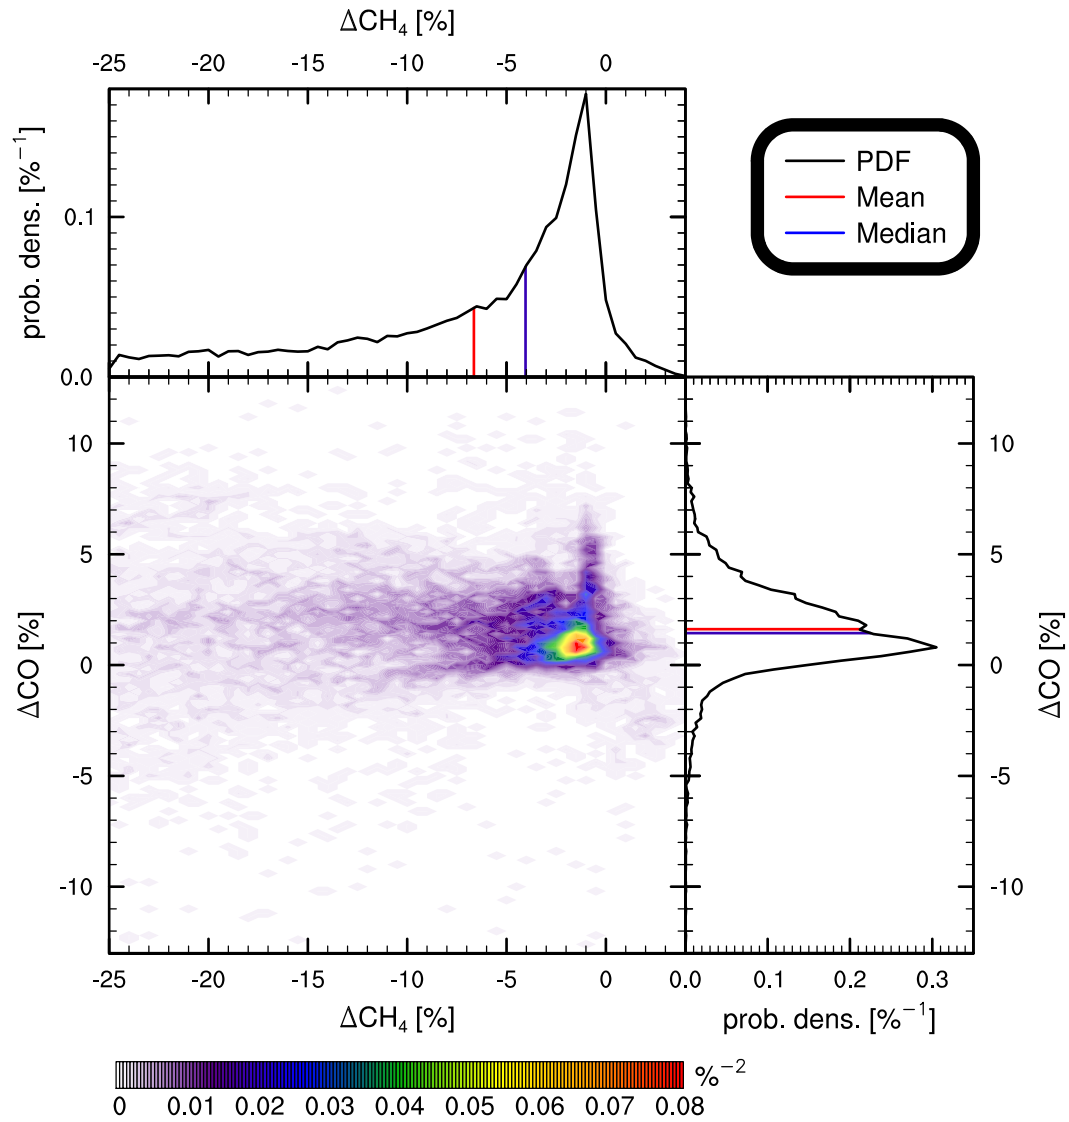 ΔCH₄ [%]
-25 -20 -15 -10 -5 0
prob. dens. [%⁻¹]
0.1
0.0
PDF
Mean
Median
ΔCO [%]
10
5
0
-5
-10
10
5
0
-5
-10
ΔCO [%]
-25 -20 -15 -10 -5 0
0.0 0.1 0.2 0.3
ΔCH₄ [%]
prob. dens. [%⁻¹]
%⁻²
0 0.01 0.02 0.03 0.04 0.05 0.06 0.07 0.08